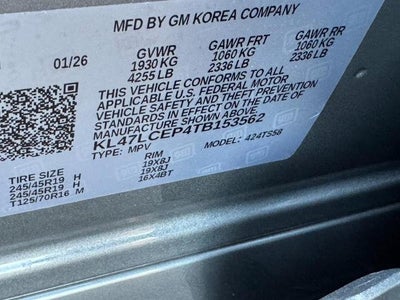 MFD BY GM KOREA COMPANY
01/26
GVWR GAWR FRT GAWR RR
1930 KG 1060 KG 1060 KG
4255 LB 2336 LB 2336 LB
THIS VEHICLE CONFORMS TO ALL
APPLICABLE U.S. FEDERAL MOTOR
VEHICLE SAFETY AND THEFT
PREVENTION STANDARDS IN
EFFECT ON THE DATE OF
MANUFACTURE SHOWN ABOVE.
KL47LCEP4TB153562
TYPE: MPV MODEL: 424TS58
TIRE SIZE RIM
245/45R19 H 19X8J
245/45R19 H 19X8J
T125/70R16 M 16X4BT